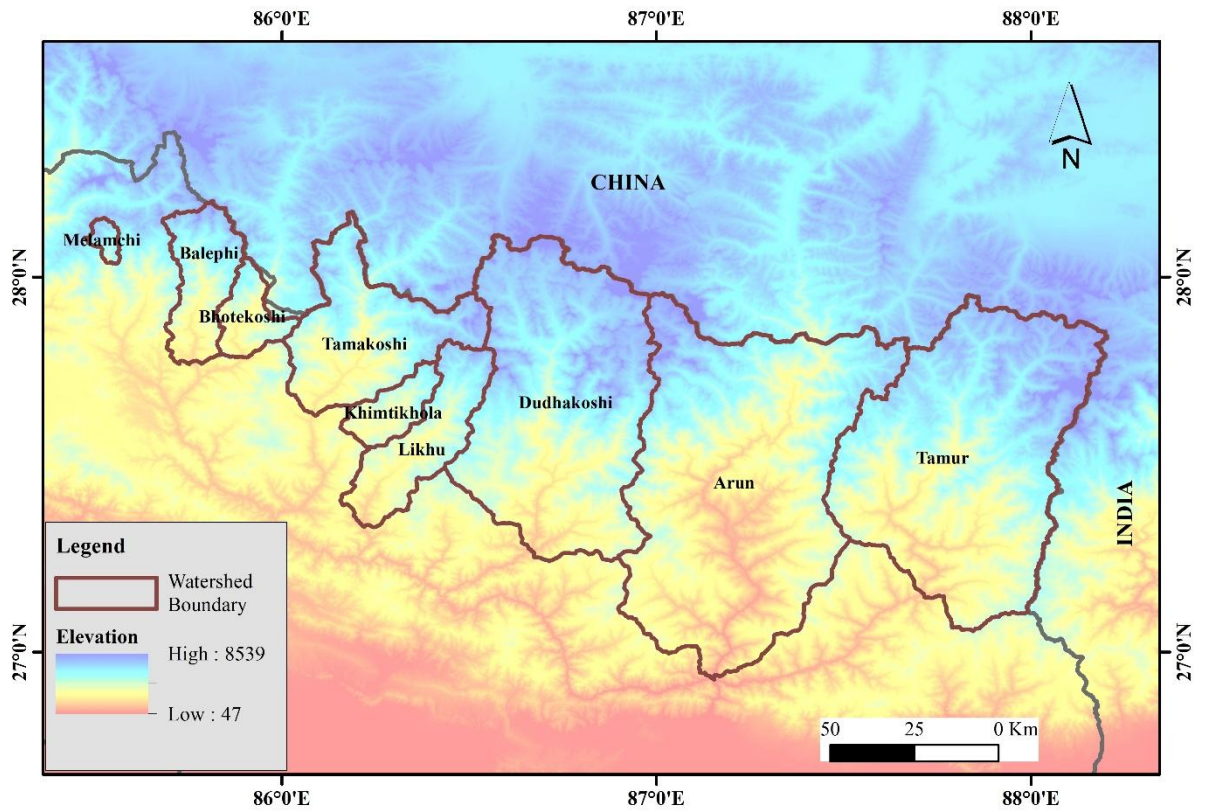 86°0'E 87°0'E 88°0'E
N
CHINA
Melamchi
Balephi
28°0'N 28°0'N
Bhotekoshi
Tamakoshi
Khimtikhola
Dudhakoshi
Likhu
Tamur
Arun
INDIA
Legend
Watershed
Boundary
Elevation
High : 8539
Low : 47
27°0'N 27°0'N
50 25 0 Km
86°0'E 87°0'E 88°0'E